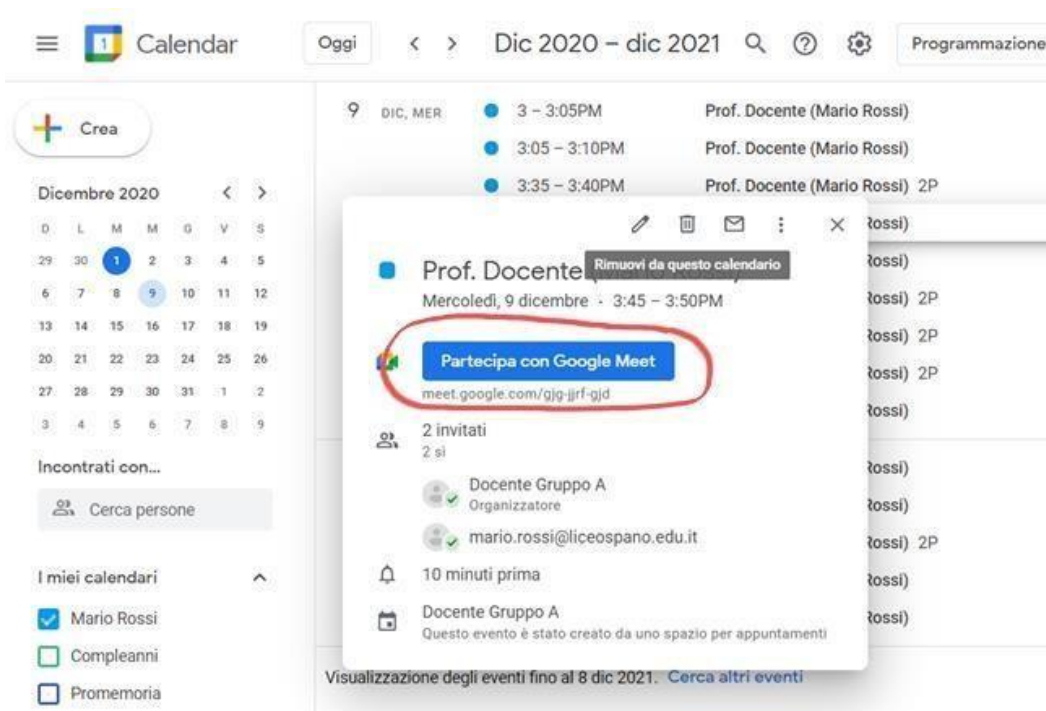 1 Calendar Oggi Dic 2020 – dic 2021 Programmazione
Crea
Dicembre 2020
D L M M G V S
29 30 1 2 3 4 5
6 7 8 9 10 11 12
13 14 15 16 17 18 19
20 21 22 23 24 25 26
27 28 29 30 31 1 2
3 4 5 6 7 8 9
Incontrati con...
Cerca persone
I miei calendari
Mario Rossi
Compleanni
Promemoria
9 DIC, MER 3 – 3:05PM Prof. Docente (Mario Rossi)
3:05 – 3:10PM Prof. Docente (Mario Rossi)
3:35 – 3:40PM Prof. Docente (Mario Rossi) 2P
Rossi)
Rossi)
Rossi) 2P
Rossi) 2P
Rossi) 2P
Rossi)
Rossi)
Rossi)
Rossi) 2P
Rossi)
Rossi)
Rimuovi da questo calendario
Prof. Docente
Mercoledì, 9 dicembre · 3:45 – 3:50PM
Partecipa con Google Meet
meet.google.com/gjg-jjrf-gjd
2 invitati
2 sì
Docente Gruppo A
Organizzatore
mario.rossi@liceospano.edu.it
10 minuti prima
Docente Gruppo A
Questo evento è stato creato da uno spazio per appuntamenti
Visualizzazione degli eventi fino al 8 dic 2021. Cerca altri eventi